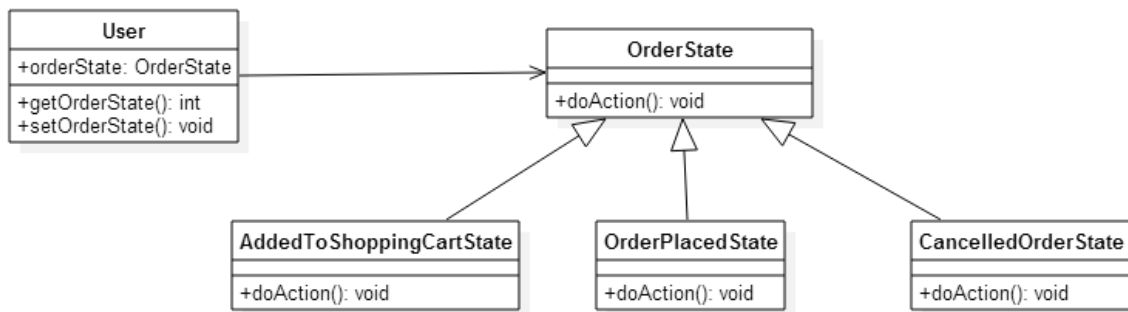 User
+orderState: OrderState
+getOrderState(): int
+setOrderState(): void
OrderState
+doAction(): void
AddedToShoppingCartState
+doAction(): void
OrderPlacedState
+doAction(): void
CancelledOrderState
+doAction(): void